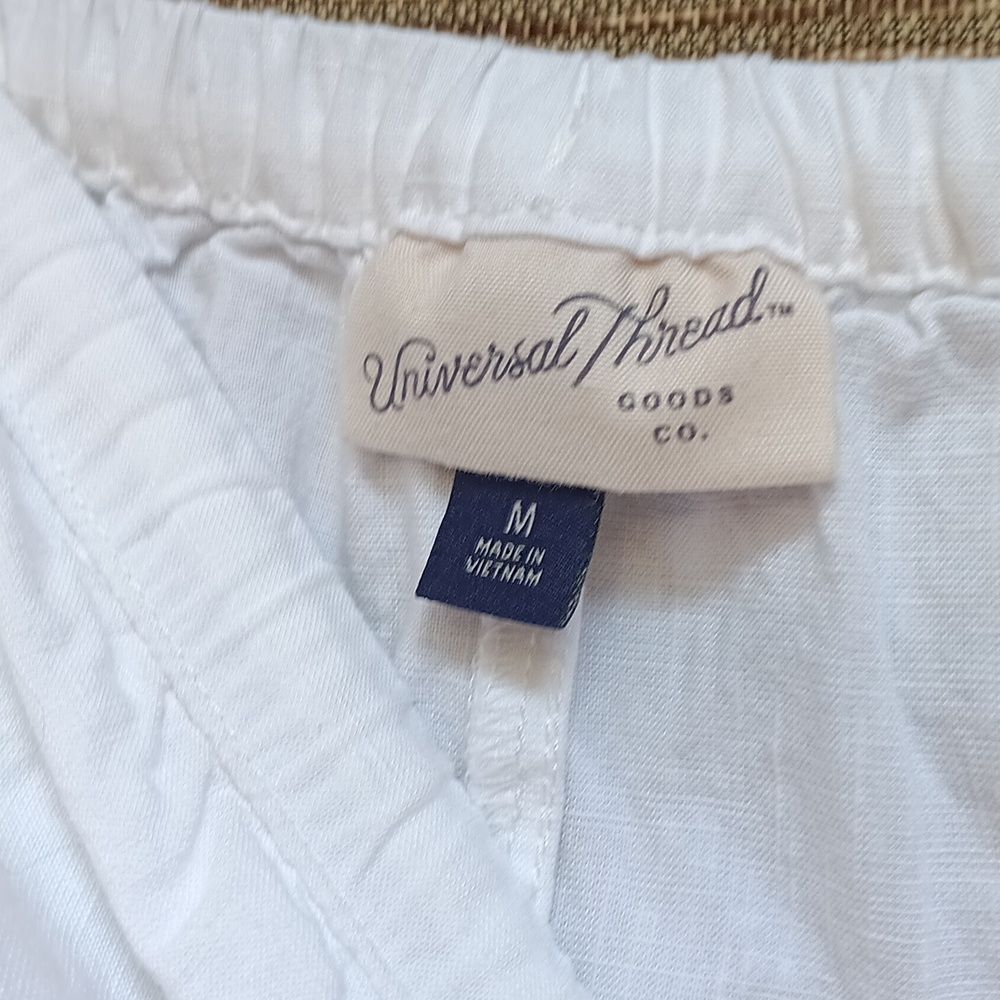 Universal Thread™
GOODS
CO.
M
MADE IN
VIETNAM